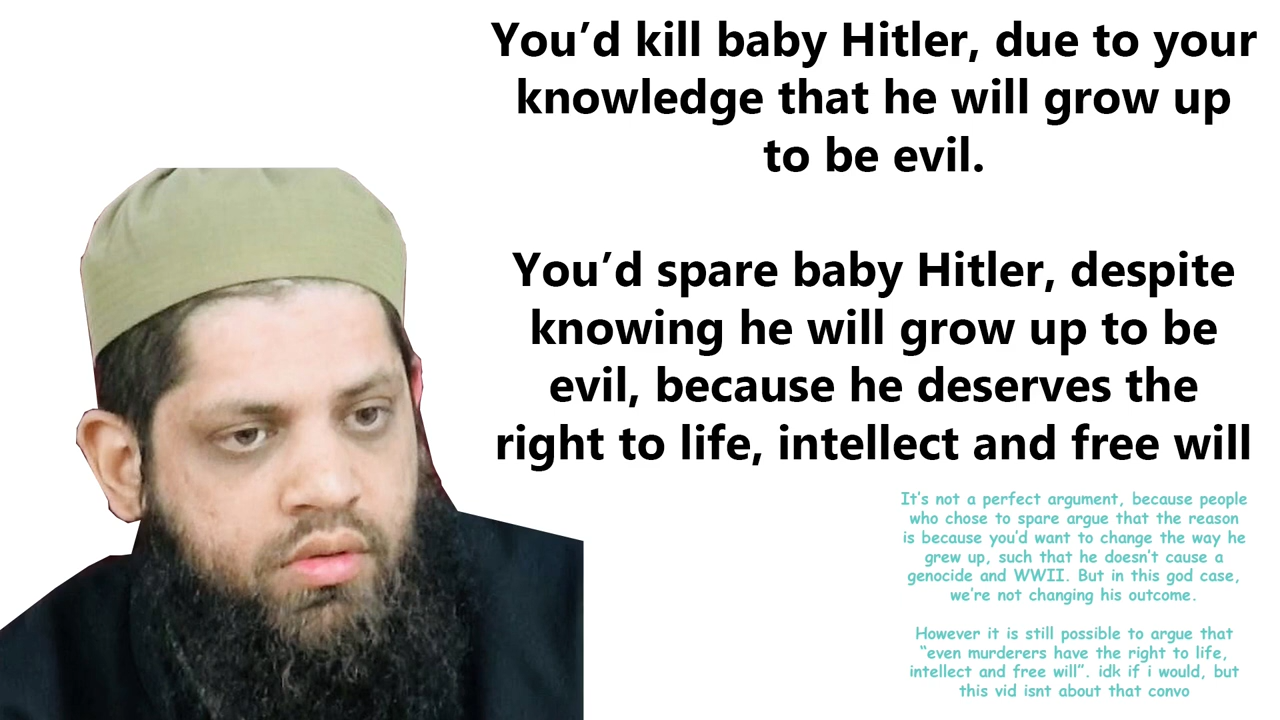 You’d kill baby Hitler, due to your
knowledge that he will grow up
to be evil.
You’d spare baby Hitler, despite
knowing he will grow up to be
evil, because he deserves the
right to life, intellect and free will
It’s not a perfect argument, because people
who chose to spare argue that the reason
is because you’d want to change the way he
grew up, such that he doesn’t cause a
genocide and WWII. But in this god case,
we’re not changing his outcome.
However it is still possible to argue that
“even murderers have the right to life,
intellect and free will”. idk if i would, but
this vid isnt about that convo